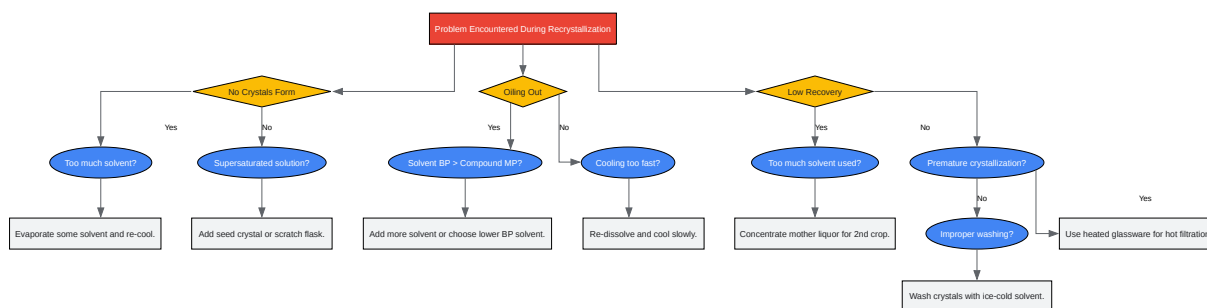 Problem Encountered During Recrystallization
No Crystals Form
Oiling Out
Low Recovery
Yes
No
Yes
No
Yes
No
Too much solvent?
Supersaturated solution?
Solvent BP > Compound MP?
Cooling too fast?
Too much solvent used?
Premature crystallization?
No
Yes
Evaporate some solvent and re-cool.
Add seed crystal or scratch flask.
Add more solvent or choose lower BP solvent.
Re-dissolve and cool slowly.
Concentrate mother liquor for 2nd crop.
Improper washing?
Use heated glassware for hot filtration
Wash crystals with ice-cold solvent.